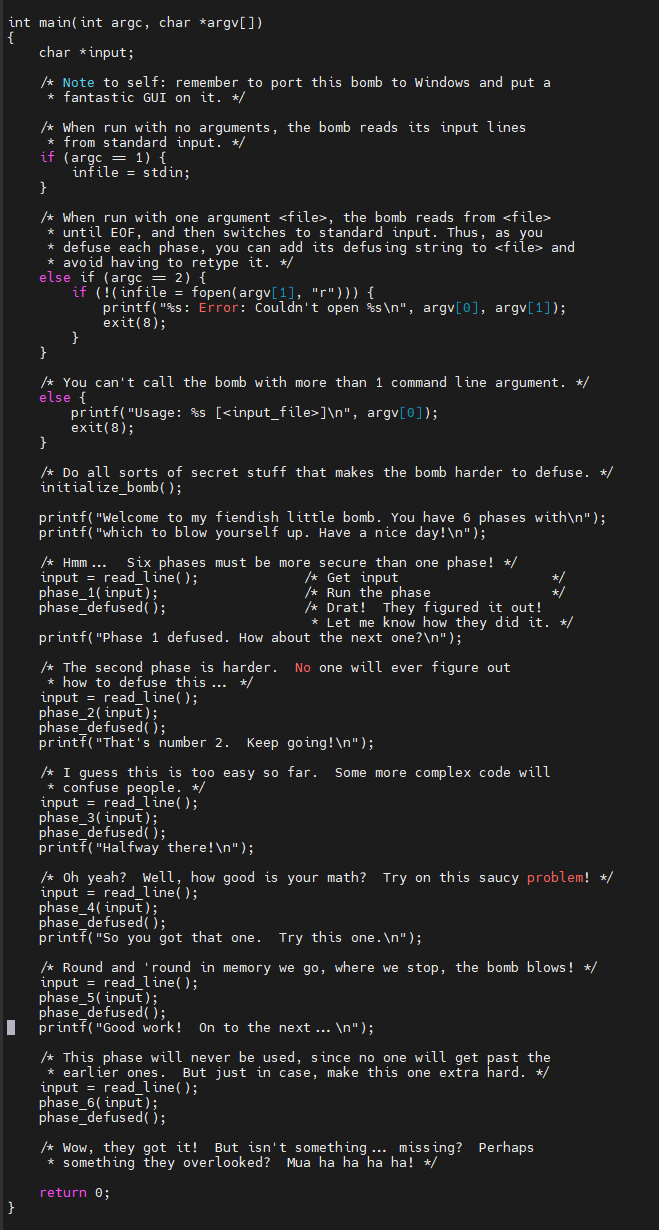 int main(int argc, char *argv[])
{
    char *input;

    /* Note to self: remember to port this bomb to Windows and put a
     * fantastic GUI on it. */

    /* When run with no arguments, the bomb reads its input lines
     * from standard input. */
    if (argc == 1) {
        infile = stdin;
    }

    /* When run with one argument <file>, the bomb reads from <file>
     * until EOF, and then switches to standard input. Thus, as you
     * defuse each phase, you can add its defusing string to <file> and
     * avoid having to retype it. */
    else if (argc == 2) {
        if (!(infile = fopen(argv[1], "r"))) {
            printf("%s: Error: Couldn't open %s\n", argv[0], argv[1]);
            exit(8);
        }
    }

    /* You can't call the bomb with more than 1 command line argument. */
    else {
        printf("Usage: %s [<input_file>]\n", argv[0]);
        exit(8);
    }

    /* Do all sorts of secret stuff that makes the bomb harder to defuse. */
    initialize_bomb();

    printf("Welcome to my fiendish little bomb. You have 6 phases with\n");
    printf("which to blow yourself up. Have a nice day!\n");

    /* Hmm...  Six phases must be more secure than one phase! */
    input = read_line();             /* Get input                   */
    phase_1(input);                  /* Run the phase               */
    phase_defused();                 /* Drat!  They figured it out!
                                      * Let me know how they did it. */
    printf("Phase 1 defused. How about the next one?\n");

    /* The second phase is harder.  No one will ever figure out
     * how to defuse this... */
    input = read_line();
    phase_2(input);
    phase_defused();
    printf("That's number 2.  Keep going!\n");

    /* I guess this is too easy so far.  Some more complex code will
     * confuse people. */
    input = read_line();
    phase_3(input);
    phase_defused();
    printf("Halfway there!\n");

    /* Oh yeah?  Well, how good is your math?  Try on this saucy problem! */
    input = read_line();
    phase_4(input);
    phase_defused();
    printf("So you got that one.  Try this one.\n");

    /* Round and 'round in memory we go, where we stop, the bomb blows! */
    input = read_line();
    phase_5(input);
    phase_defused();
    printf("Good work!  On to the next...\n");

    /* This phase will never be used, since no one will get past the
     * earlier ones.  But just in case, make this one extra hard. */
    input = read_line();
    phase_6(input);
    phase_defused();

    /* Wow, they got it!  But isn't something... missing?  Perhaps
     * something they overlooked?  Mua ha ha ha ha! */

    return 0;
}